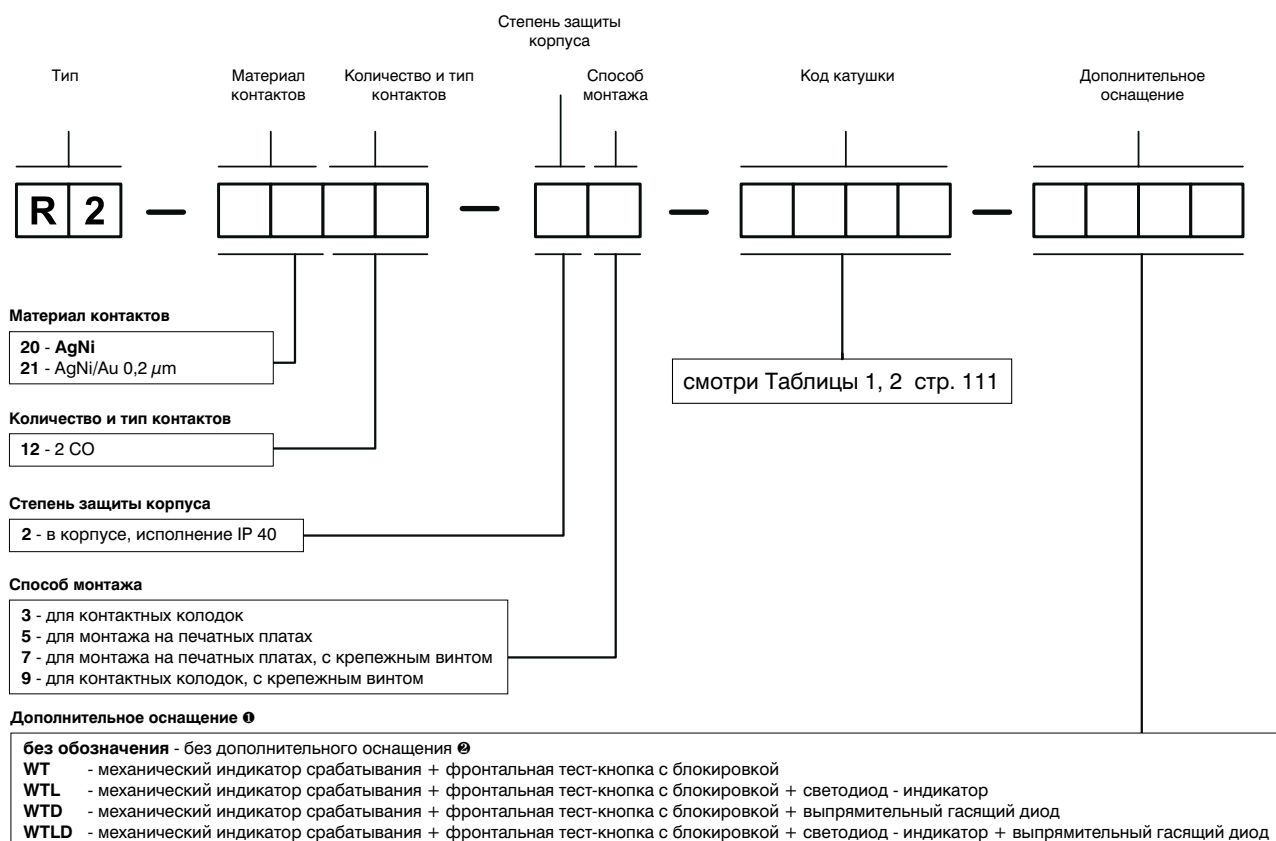 Степень защиты
корпуса
Тип
Материал
контактов
Количество и тип
контактов
Способ
монтажа
Код катушки
Дополнительное
оснащение
R 2 — — — —
Материал контактов
20 - AgNi
21 - AgNi/Au 0,2 µm
смотри Таблицы 1, 2 стр. 111
Количество и тип контактов
12 - 2 CO
Степень защиты корпуса
2 - в корпусе, исполнение IP 40
Способ монтажа
3 - для контактных колодок
5 - для монтажа на печатных платах
7 - для монтажа на печатных платах, с крепежным винтом
9 - для контактных колодок, с крепежным винтом
Дополнительное оснащение ❶
без обозначения - без дополнительного оснащения ❷
WT - механический индикатор срабатывания + фронтальная тест-кнопка с блокировкой
WTL - механический индикатор срабатывания + фронтальная тест-кнопка с блокировкой + светодиод - индикатор
WTD - механический индикатор срабатывания + фронтальная тест-кнопка с блокировкой + выпрямительный гасящий диод
WTLD - механический индикатор срабатывания + фронтальная тест-кнопка с блокировкой + светодиод - индикатор + выпрямительный гасящий диод